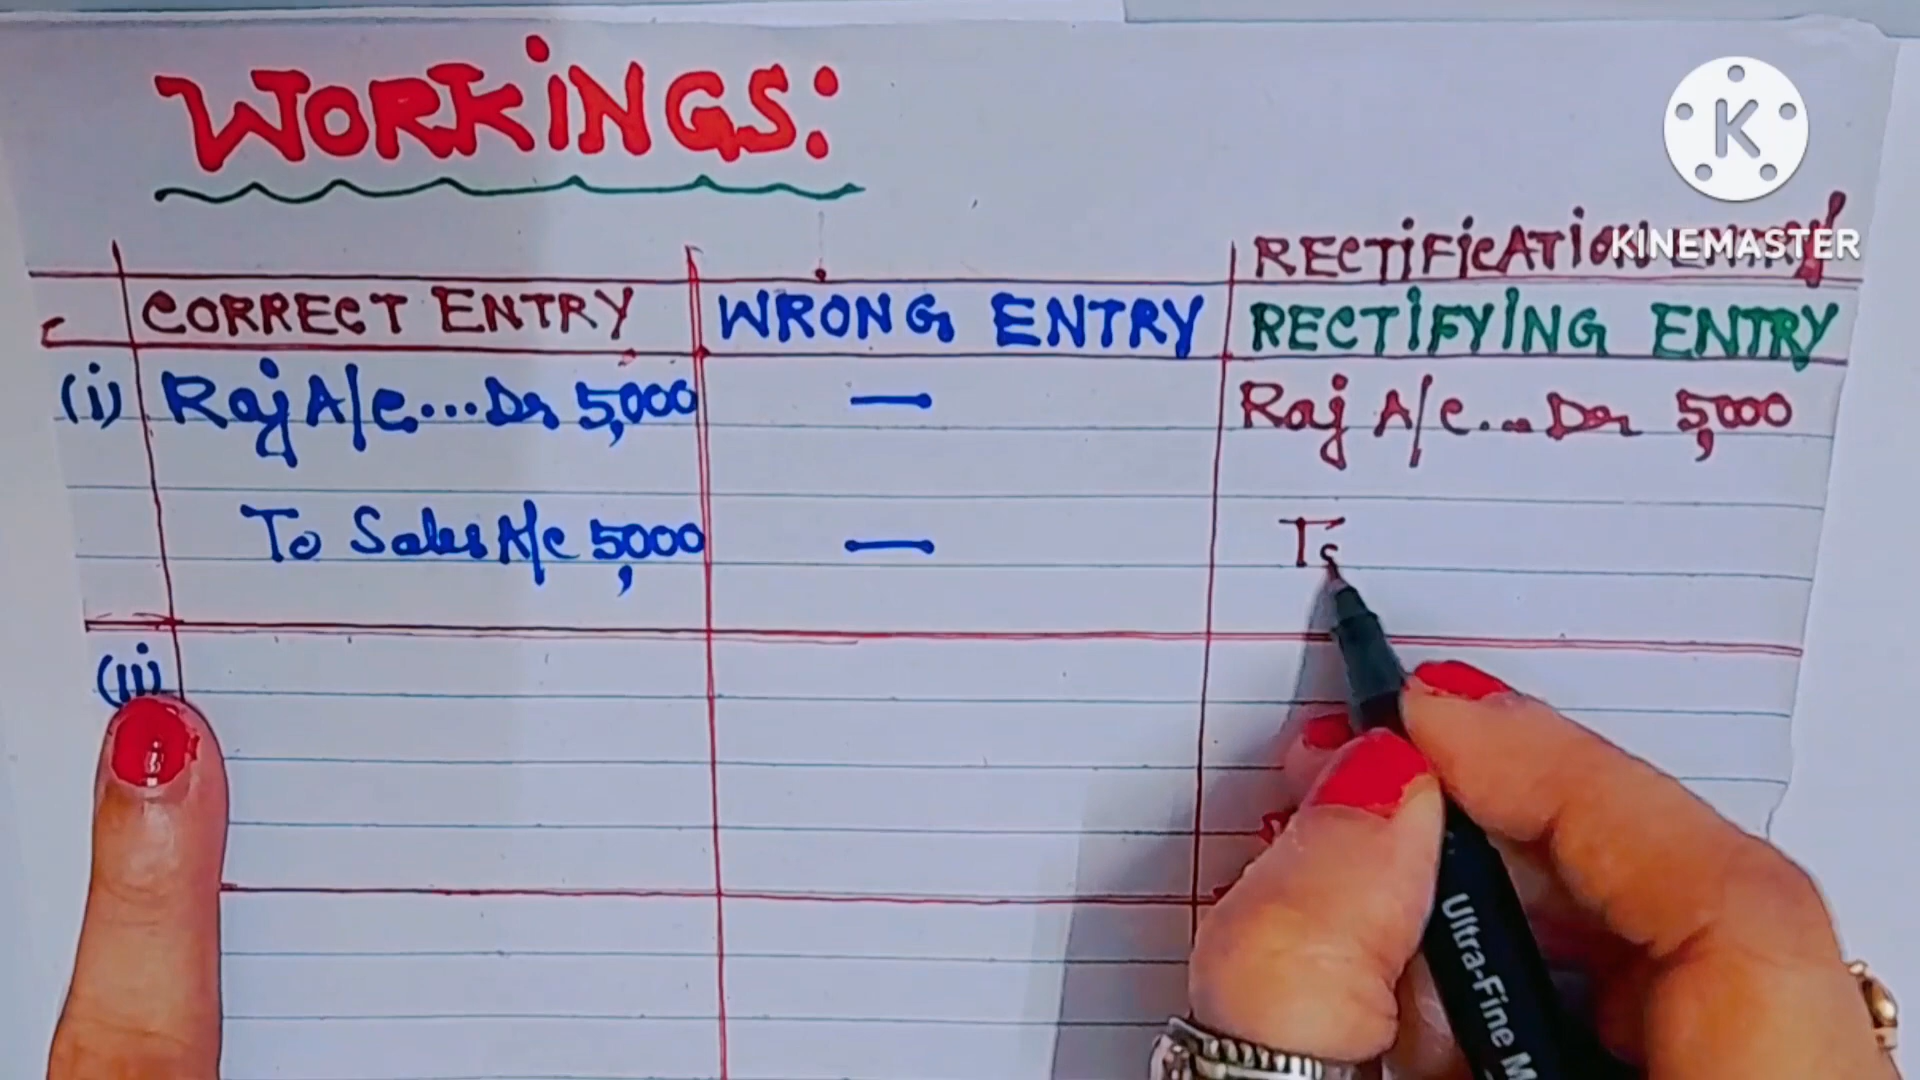 WORKINGS:
K
KINEMASTER
RECTIFICATION ENTRY
CORRECT ENTRY WRONG ENTRY RECTIFYING ENTRY
(i) Raj A/c...Dr 5,000 — Raj A/c...Dr 5,000
To Sales A/c 5,000 —
(ii)
Ultra-Fine